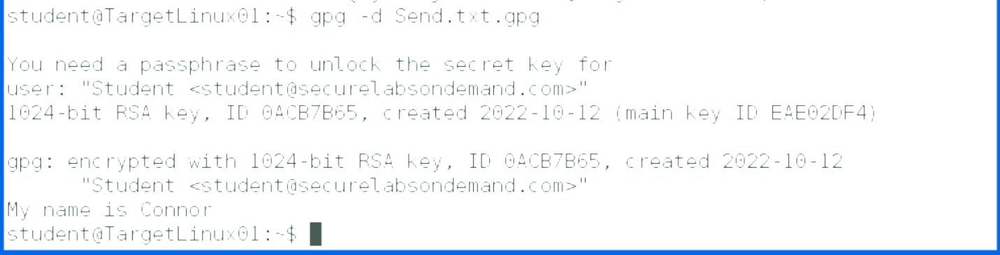 student@TargetLinux01:~$ gpg -d Send.txt.gpg
You need a passphrase to unlock the secret key for
user: "Student <student@securelabsondemand.com>"
1024-bit RSA key, ID 0ACB7B65, created 2022-10-12 (main key ID EAE02DF4)
gpg: encrypted with 1024-bit RSA key, ID 0ACB7B65, created 2022-10-12
"Student <student@securelabsondemand.com>"
My name is Connor
student@TargetLinux01:~$